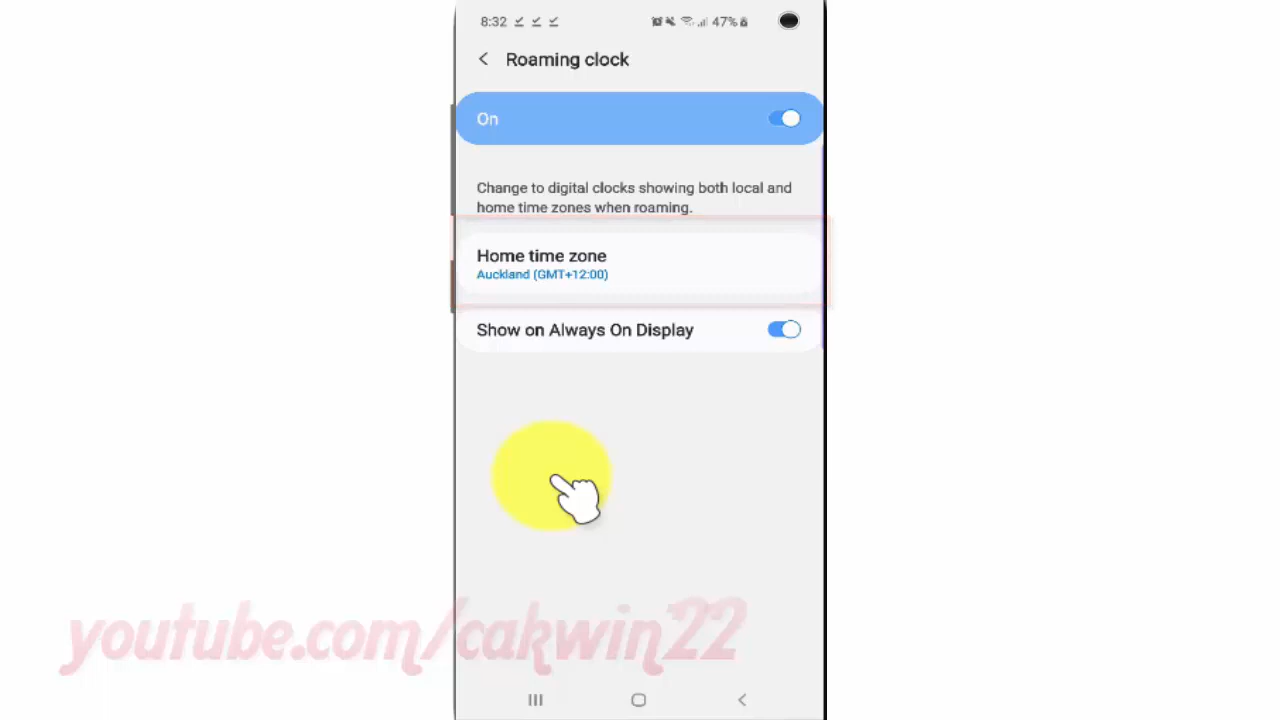 8:32 47%
Roaming clock
On
Change to digital clocks showing both local and
home time zones when roaming.
Home time zone
Auckland (GMT+12:00)
Show on Always On Display
youtube.com/cakwin22